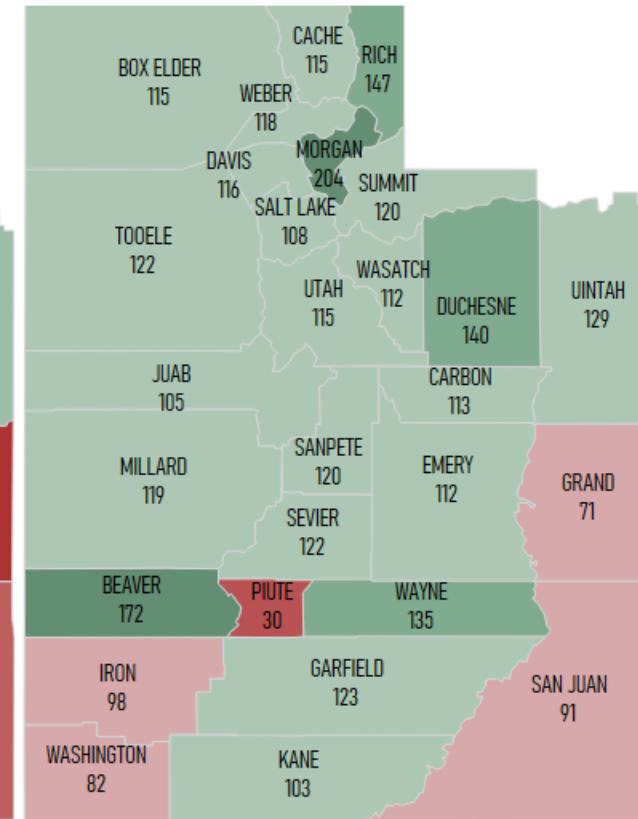 CACHE
115
RICH
147
BOX ELDER
115
WEBER
118
MORGAN
204
DAVIS
116
SUMMIT
120
SALT LAKE
108
TOOELE
122
WASATCH
112
UTAH
115
DUCHESNE
140
UINTAH
129
JUAB
105
CARBON
113
SANPETE
120
EMERY
112
MILLARD
119
GRAND
71
SEVIER
122
BEAVER
172
PIUTE
30
WAYNE
135
IRON
98
GARFIELD
123
SAN JUAN
91
WASHINGTON
82
KANE
103